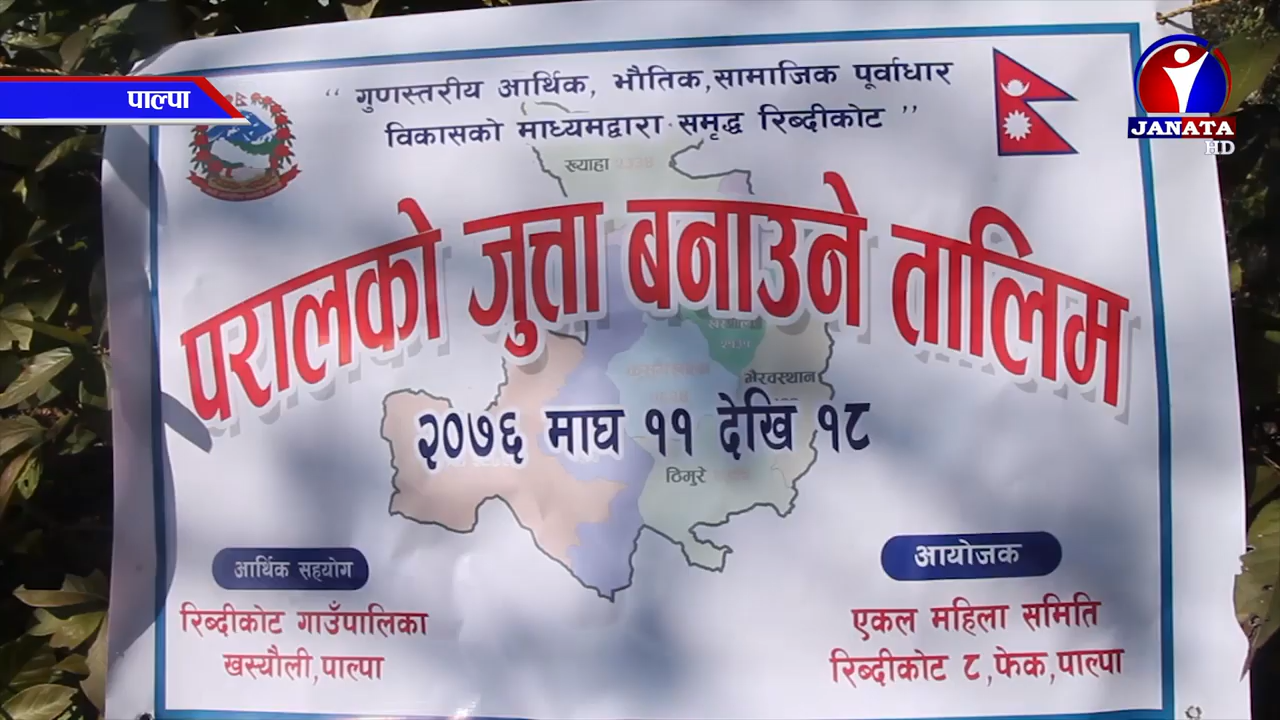 पाल्पा
JANATA
HD
“ गुणस्तरीय आर्थिक, भौतिक,सामाजिक पूर्वाधार
विकासको माध्यमद्वारा समृद्ध रिब्दीकोट ”
ख्याहा
परालको जुत्ता बनाउने तालिम
भैरवस्थान
२०७६ माघ ११ देखि १८
ठिमुरे
आर्थिक सहयोग
रिब्दीकोट गाउँपालिका
खस्यौली,पाल्पा
आयोजक
एकल महिला समिति
रिब्दीकोट ८,फेक,पाल्पा